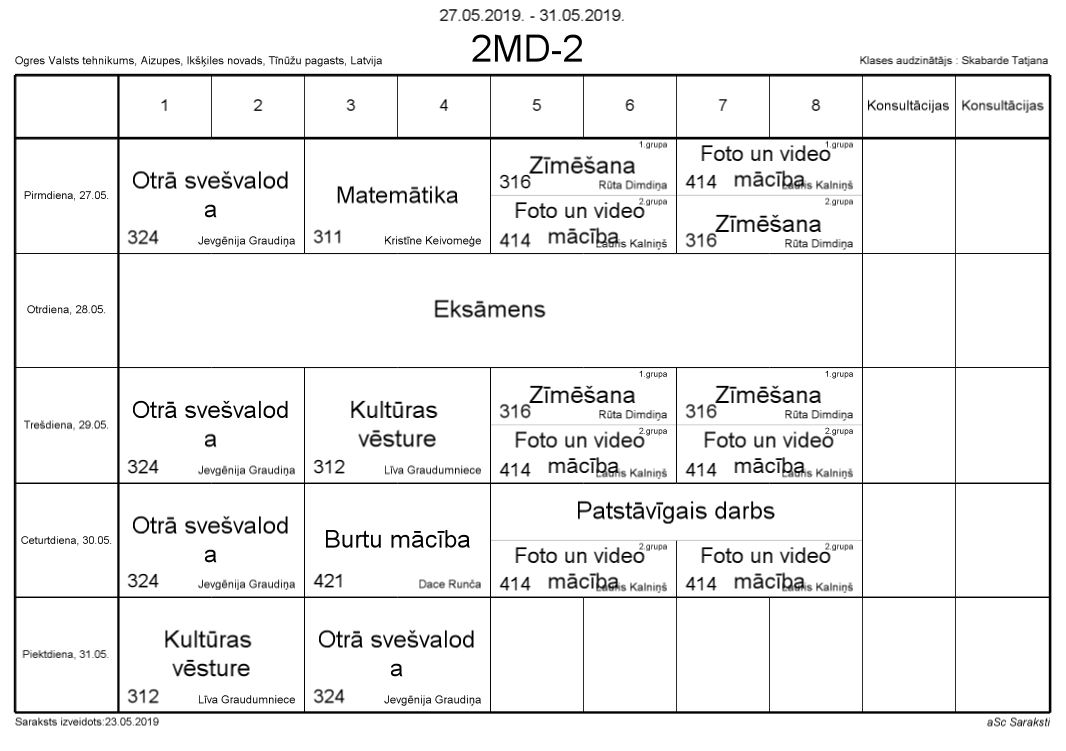 27.05.2019. - 31.05.2019.
2MD-2
Ogres Valsts tehnikums, Aizupes, Ikšķiles novads, Tīnūžu pagasts, Latvija
Klases audzinātājs : Skabarde Tatjana
1 2 3 4 5 6 7 8 Konsultācijas Konsultācijas
Pirmdiena, 27.05.
Otrā svešvalod
a
324 Jevgēnija Graudiņa
Matemātika
311 Kristīne Keivomeģe
1.grupa
Zīmēšana
316 Rūta Dimdiņa
2.grupa
Foto un video
mācība
414 Lauris Kalniņš
1.grupa
Foto un video
mācība
414 Lauris Kalniņš
2.grupa
Zīmēšana
316 Rūta Dimdiņa
Otrdiena, 28.05.
Eksāmens
Trešdiena, 29.05.
Otrā svešvalod
a
324 Jevgēnija Graudiņa
Kultūras
vēsture
312 Līva Graudumniece
1.grupa
Zīmēšana
316 Rūta Dimdiņa
2.grupa
Foto un video
mācība
414 Lauris Kalniņš
1.grupa
Zīmēšana
316 Rūta Dimdiņa
2.grupa
Foto un video
mācība
414 Lauris Kalniņš
Ceturtdiena, 30.05.
Otrā svešvalod
a
324 Jevgēnija Graudiņa
Burtu mācība
421 Dace Runča
Patstāvīgais darbs
2.grupa
Foto un video
mācība
414 Lauris Kalniņš
2.grupa
Foto un video
mācība
414 Lauris Kalniņš
Piektdiena, 31.05.
Kultūras
vēsture
312 Līva Graudumniece
Otrā svešvalod
a
324 Jevgēnija Graudiņa
Saraksts izveidots:23.05.2019
aSc Saraksti